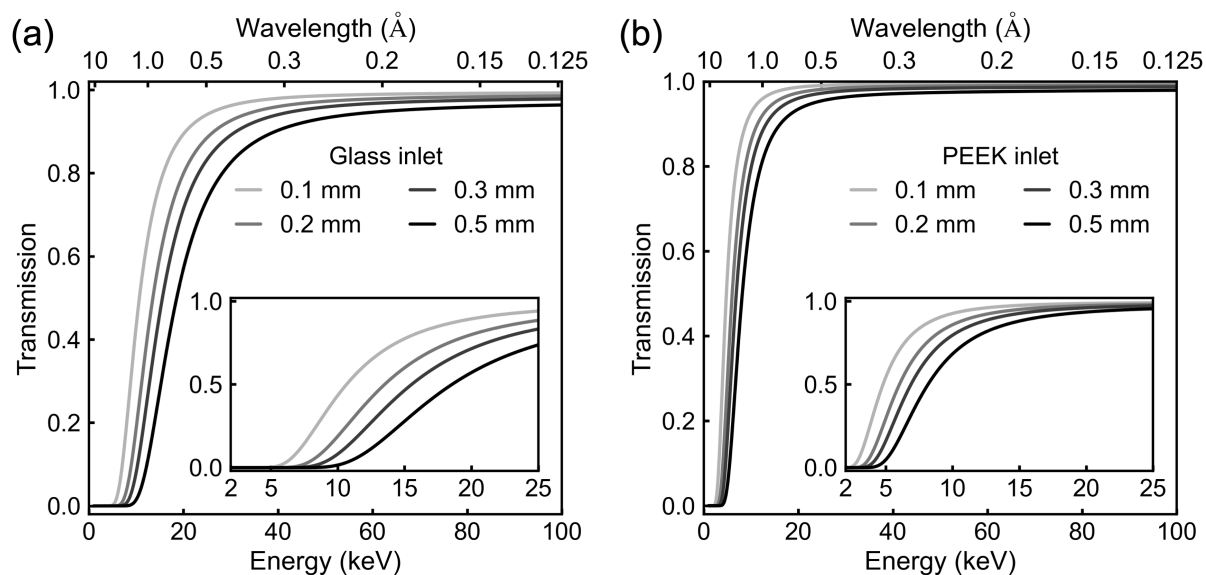 (a)
Wavelength (Å)
10 1.0 0.5 0.3 0.2 0.15 0.125
1.0
0.8
0.6
0.4
0.2
0.0
Transmission
Glass inlet
0.1 mm 0.3 mm
0.2 mm 0.5 mm
1.0
0.5
0.0
2 5 10 15 20 25
0 20 40 60 80 100
Energy (keV)
(b)
Wavelength (Å)
10 1.0 0.5 0.3 0.2 0.15 0.125
1.0
0.8
0.6
0.4
0.2
0.0
Transmission
PEEK inlet
0.1 mm 0.3 mm
0.2 mm 0.5 mm
1.0
0.5
0.0
2 5 10 15 20 25
0 20 40 60 80 100
Energy (keV)